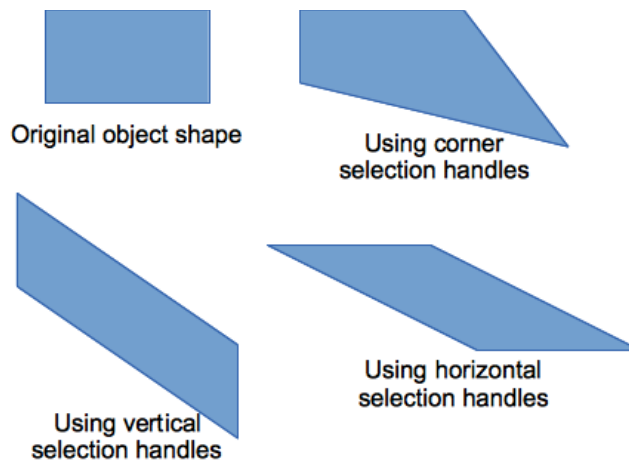 Original object shape
Using corner
selection handles
Using vertical
selection handles
Using horizontal
selection handles